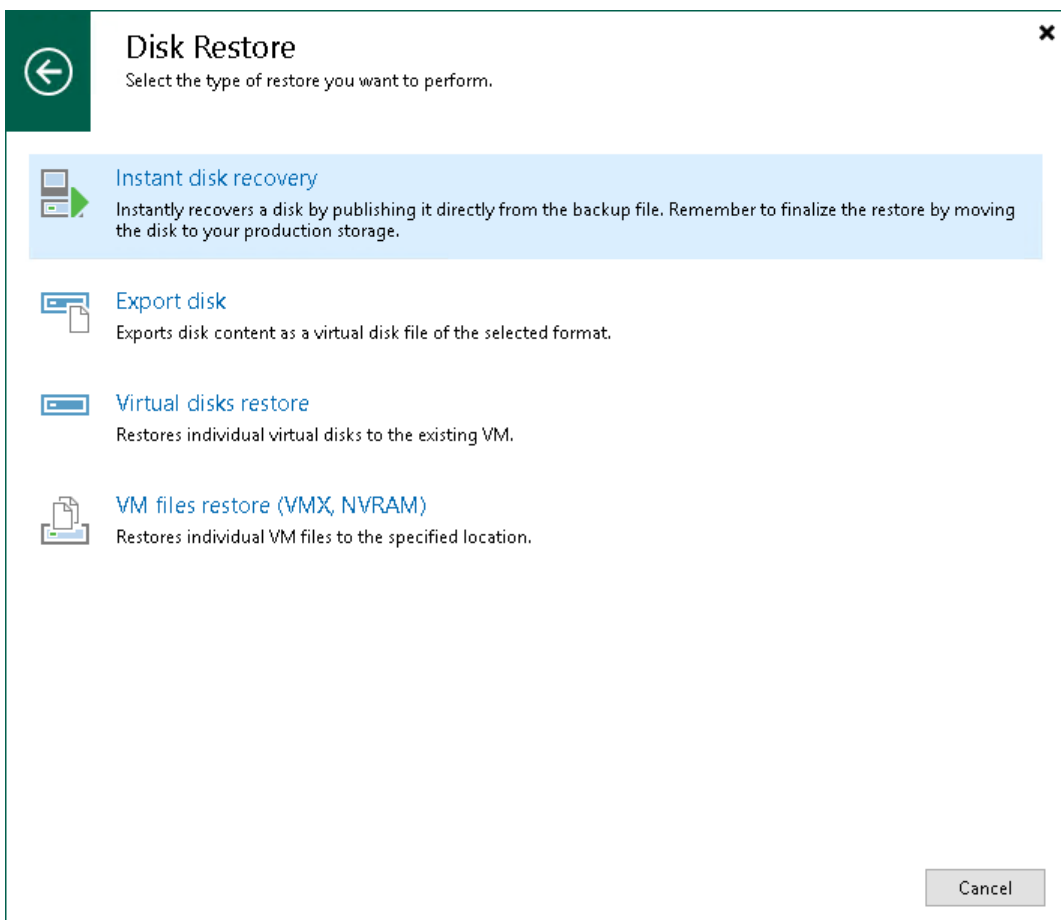 Disk Restore
Select the type of restore you want to perform.
Instant disk recovery
Instantly recovers a disk by publishing it directly from the backup file. Remember to finalize the restore by moving
the disk to your production storage.
Export disk
Exports disk content as a virtual disk file of the selected format.
Virtual disks restore
Restores individual virtual disks to the existing VM.
VM files restore (VMX, NVRAM)
Restores individual VM files to the specified location.
Cancel